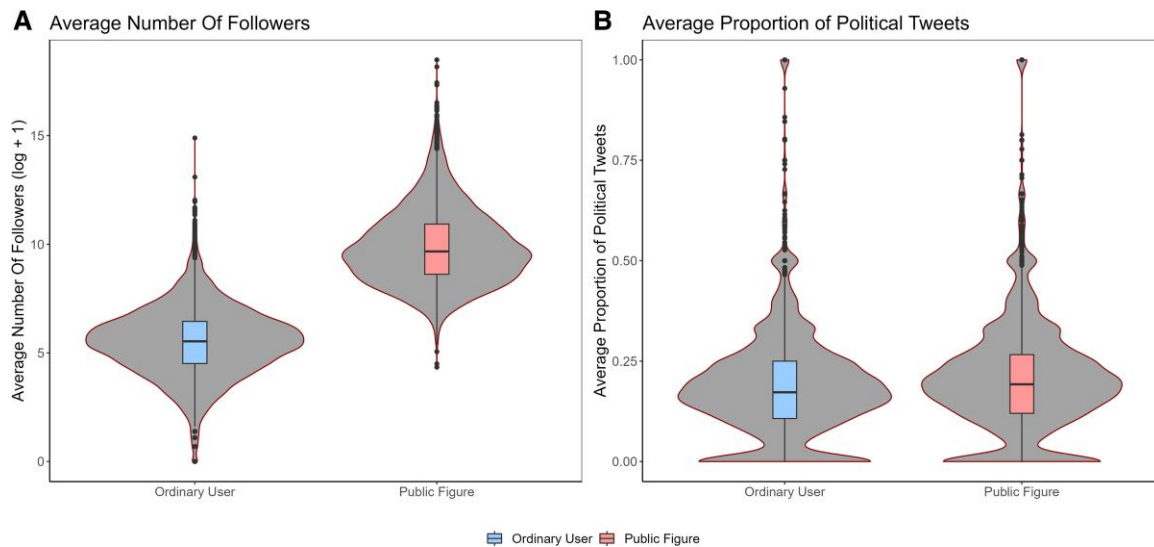 A Average Number Of Followers
Average Number Of Followers (log + 1)
15
10
5
0
Ordinary User Public Figure
B Average Proportion of Political Tweets
Average Proportion of Political Tweets
1.00
0.75
0.50
0.25
0.00
Ordinary User Public Figure
Ordinary User Public Figure